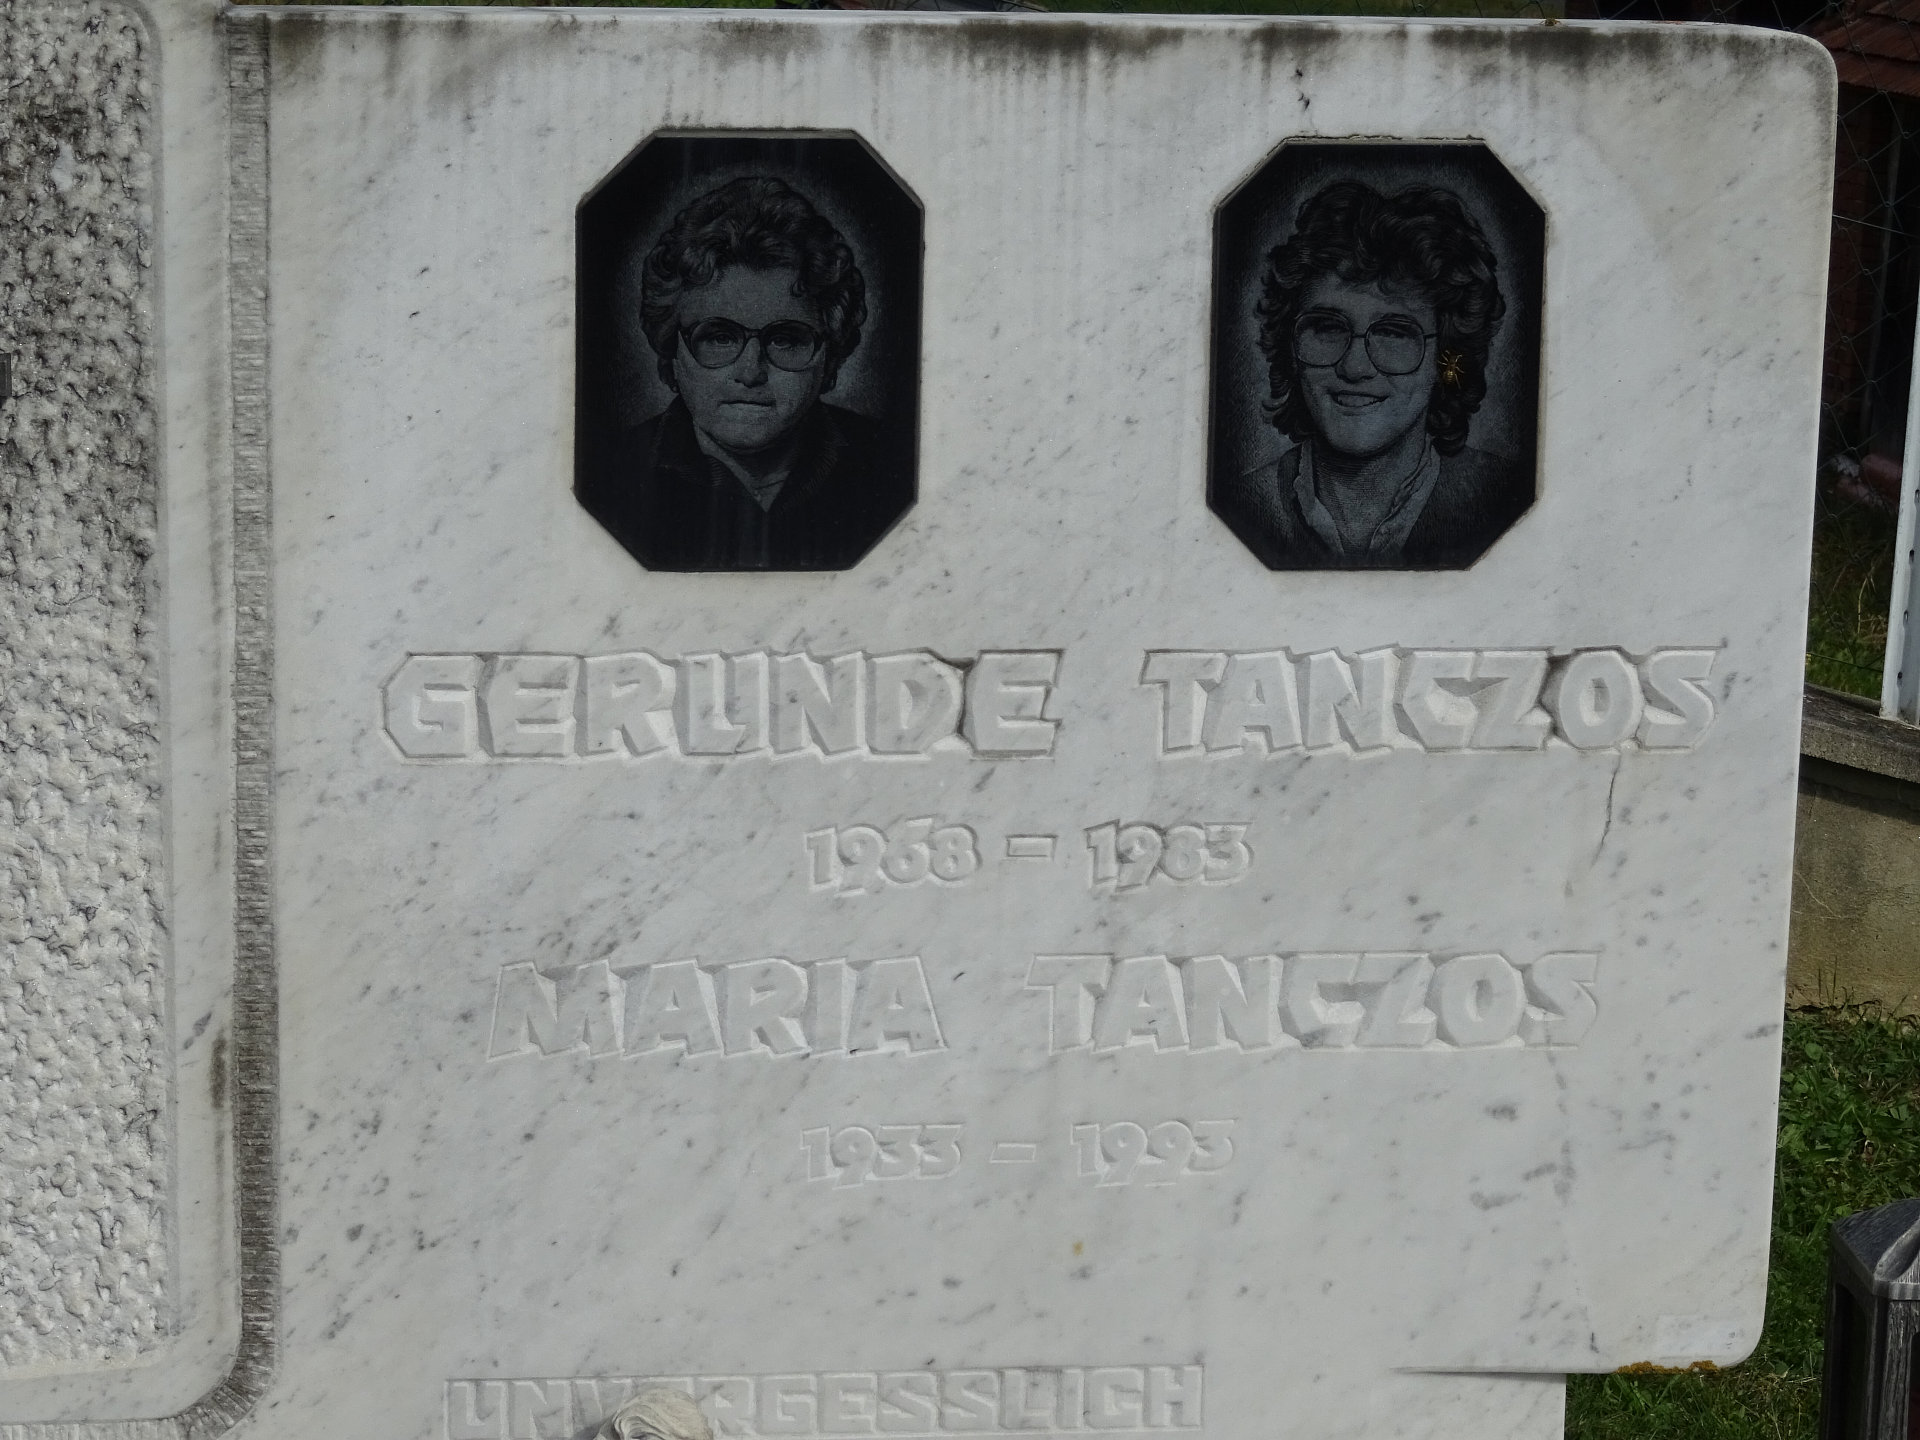 GERLINDE TANCZOS
1968 - 1983
MARIA TANCZOS
1933 - 1993
UNVERGESSLICH